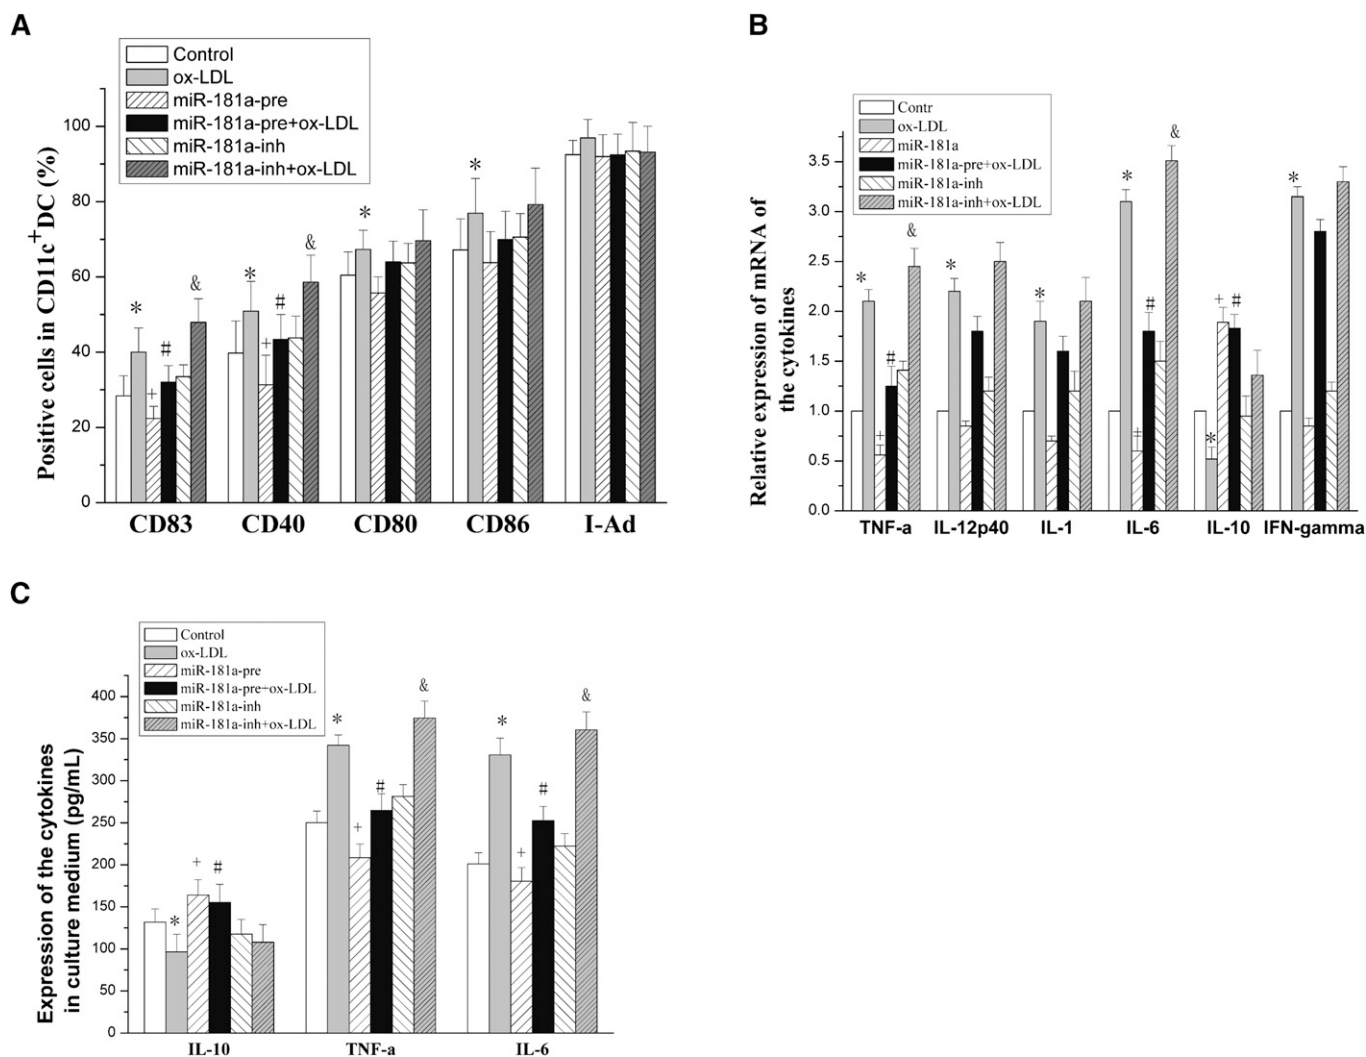 A
Control
ox-LDL
miR-181a-pre
miR-181a-pre+ox-LDL
miR-181a-inh
miR-181a-inh+ox-LDL
Positive cells in CD11c+DC (%)
100
80
60
40
20
0
* + # &
* + # &
*
*
CD83 CD40 CD80 CD86 I-Ad
B
Contr
ox-LDL
miR-181a
miR-181a-pre+ox-LDL
miR-181a-inh
miR-181a-inh+ox-LDL
Relative expression of mRNA of
the cytokines
3.5
3.0
2.5
2.0
1.5
1.0
0.5
0.0
* + # &
*
*
* + # &
* + #
*
TNF-a IL-12p40 IL-1 IL-6 IL-10 IFN-gamma
C
Control
ox-LDL
miR-181a-pre
miR-181a-pre+ox-LDL
miR-181a-inh
miR-181a-inh+ox-LDL
Expression of the cytokines
in culture medium (pg/mL)
400
350
300
250
200
150
100
50
0
* + #
* + # &
* + # &
IL-10 TNF-a IL-6